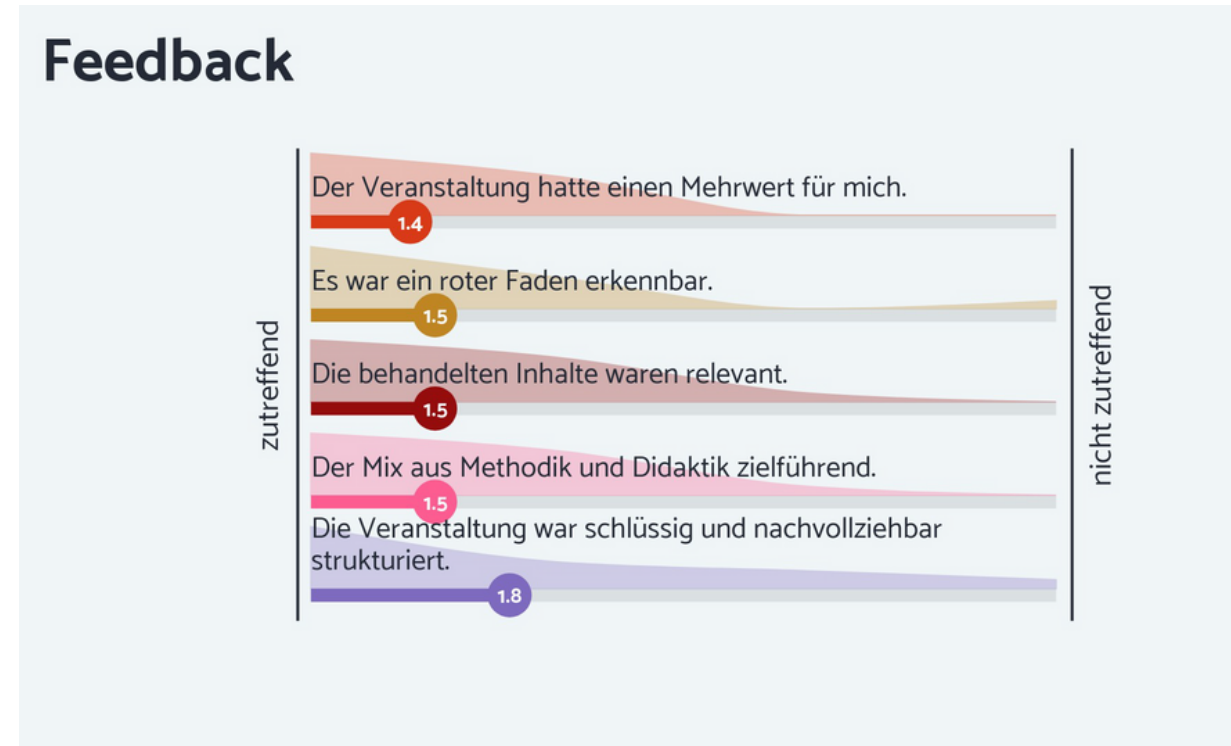 Feedback
zutreffend
Der Veranstaltung hatte einen Mehrwert für mich.
1.4
Es war ein roter Faden erkennbar.
1.5
Die behandelten Inhalte waren relevant.
1.5
Der Mix aus Methodik und Didaktik zielführend.
1.5
Die Veranstaltung war schlüssig und nachvollziehbar
strukturiert.
1.8
nicht zutreffend